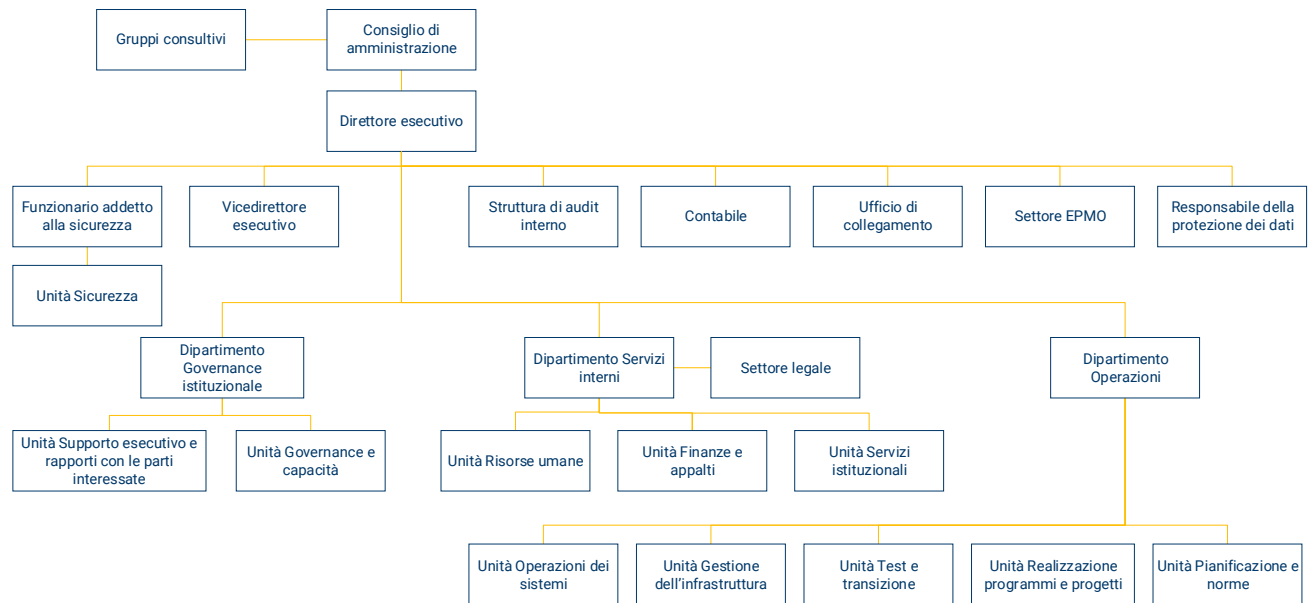 Gruppi consultivi
Consiglio di
amministrazione
Direttore esecutivo
Funzionario addetto
alla sicurezza
Vicedirettore
esecutivo
Struttura di audit
interno
Contabile
Ufficio di
collegamento
Settore EPMO
Responsabile della
protezione dei dati
Unità Sicurezza
Dipartimento
Governance
istituzionale
Dipartimento Servizi
interni
Settore legale
Dipartimento
Operazioni
Unità Supporto esecutivo e
rapporti con le parti
interessate
Unità Governance e
capacità
Unità Risorse umane
Unità Finanze e
appalti
Unità Servizi
istituzionali
Unità Operazioni dei
sistemi
Unità Gestione
dell’infrastruttura
Unità Test e
transizione
Unità Realizzazione
programmi e progetti
Unità Pianificazione e
norme